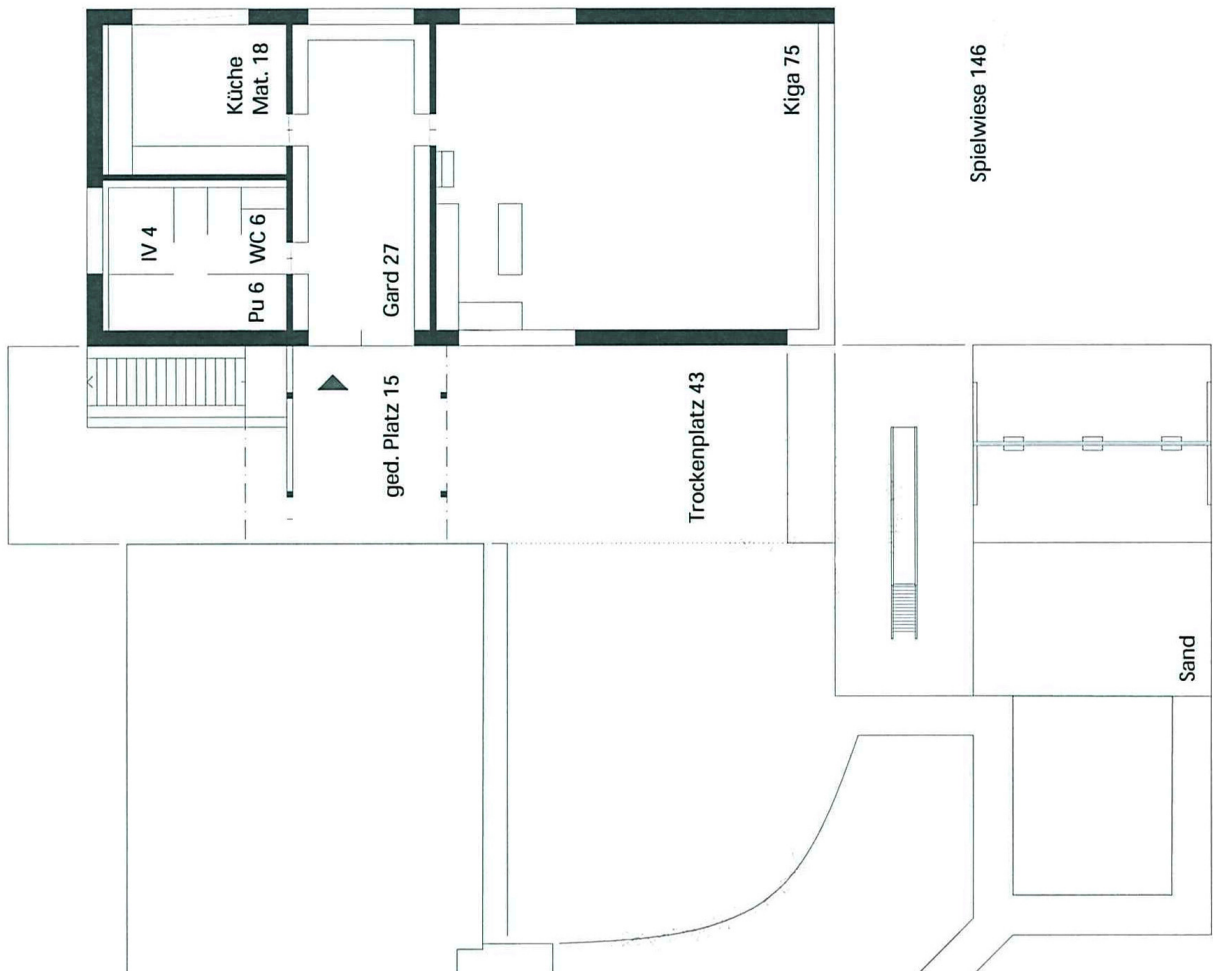 Küche
Mat. 18
IV 4
WC 6
Pu 6
Gard 27
Kiga 75
Spielwiese 146
ged. Platz 15
Trockenplatz 43
Sand